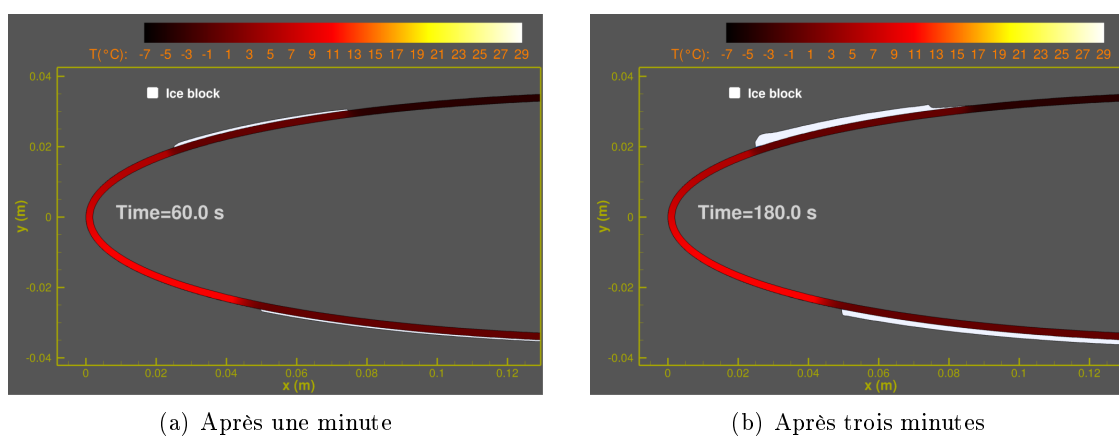 T(°C): -7 -5 -3 -1 1 3 5 7 9 11 13 15 17 19 21 23 25 27 29
0.04
Ice block
0.02
Time=60.0 s
y (m)
0
-0.02
-0.04
0 0.02 0.04 0.06 0.08 0.1 0.12
x (m)
(a) Après une minute
T(°C): -7 -5 -3 -1 1 3 5 7 9 11 13 15 17 19 21 23 25 27 29
0.04
Ice block
0.02
Time=180.0 s
y (m)
0
-0.02
-0.04
0 0.02 0.04 0.06 0.08 0.1 0.12
x (m)
(b) Après trois minutes